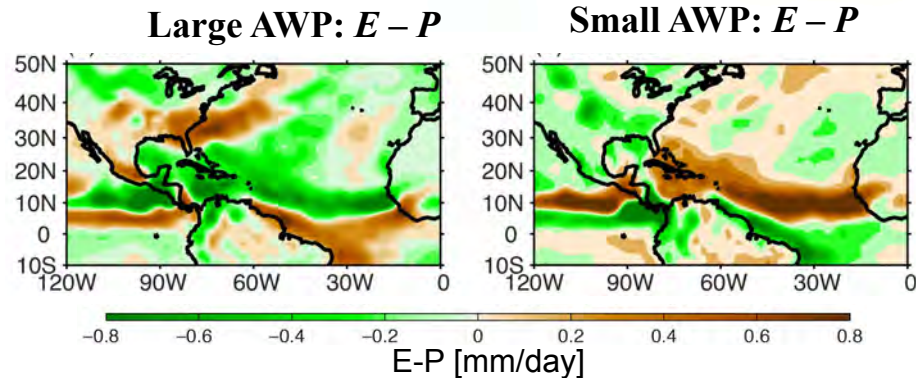 Large AWP: E – P
Small AWP: E – P
50N
40N
30N
20N
10N
0
10S
120W 90W 60W 30W 0
50N
40N
30N
20N
10N
0
10S
120W 90W 60W 30W 0
−0.8 −0.6 −0.4 −0.2 0 0.2 0.4 0.6 0.8
E-P [mm/day]